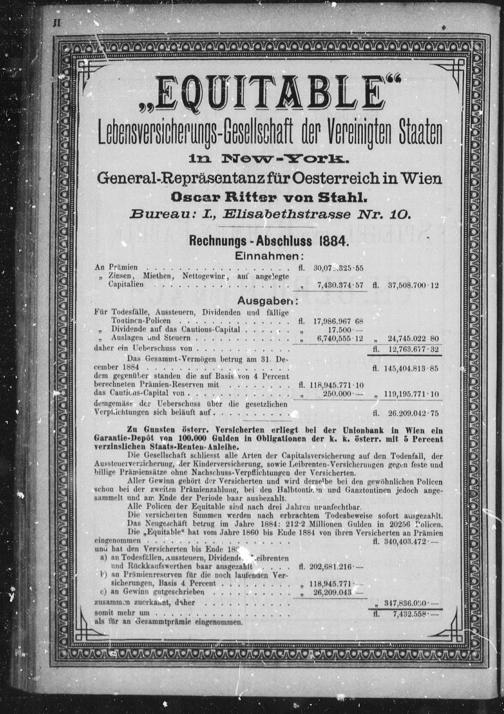 II
„EQUITABLE“
Lebensversicherungs-Gesellschaft der Vereinigten Staaten
in New-York.
General-Repräsentanz für Oesterreich in Wien
Oscar Ritter von Stahl.
Bureau: I., Elisabethstrasse Nr. 10.
Rechnungs-Abschluss 1884.
Einnahmen:
An Prämien . . . fl. 325·55
„ Zinsen, Miethen, Nettogewinn, auf angelegte
Capitalien . . . „ 7,430.374·57 fl. 37,508.700·12
Ausgaben:
Für Todesfälle, Aussteuern, Dividenden und fällige
Tontinen-Policen . . . fl. 17,986.967 68
„ Dividende auf das Cautions-Capital . . . „ 17.500·—
„ Auslagen und Steuern . . . „ 6,740,555·12 „ 24,745.022 80
daher ein Ueberschuss von . . . fl. 12,763.677·32
Das Gesammt-Vermögen betrug am 31. De-
cember 1884 . . . fl. 145,404.813·85
dem gegenüber standen die auf Basis von 4 Percent
berechneten Prämien-Reserven mit . . . fl. 118,945.771·10
das Cautions-Capital von . . . „ 250.000·— „ 119,195.771·10
demgemäss der Ueberschuss über die gesetzlichen
Verpflichtungen sich beläuft auf . . . fl. 26.209.042·75
Zu Gunsten österr. Versicherten erliegt bei der Unionbank in Wien ein
Garantie-Depôt von 100.000 Gulden in Obligationen der k. k. österr. mit 5 Percent
verzinslichen Staats-Renten-Anleihe.
Die Gesellschaft schliesst alle Arten der Capitalsversicherung auf den Todenfall, der
Aussteuerversicherung, der Kinderversicherung, sowie Leibrenten-Versicherungen gegen feste und
billige Prämiensätze ohne Nachschuss-Verpflichtungen der Versicherten.
Aller Gewinn gehört der Versicherten und wird derselbe bei den gewöhnlichen Policen
schon bei der zweiten Prämienzahlung, bei den Halbtontinen und Ganztontinen jedoch ange-
sammelt und am Ende der Periode baar ausbezahlt.
Alle Policen der Equitable sind nach drei Jahren unanfechtbar.
Die versicherten Summen werden nach erbrachtem Todesbeweise sofort ausgezahlt.
Das Neugeschäft betrug im Jahre 1884: 212·2 Millionen Gulden in 20256 Policen.
Die „Equitable“ hat vom Jahre 1860 bis Ende 1884 von ihren Versicherten an Prämien
eingenommen . . . fl. 340,403.472·—
und hat den Versicherten bis Ende
a) an Todesfällen, Aussteuern, Dividenden, Leibrenten
und Rückkaufswerthen baar ausgezahlt . . . fl. 202,681.216·—
b) an Prämienreserven für die noch laufenden Ver-
sicherungen, Basis 4 Percent . . . „ 118,945.771·—
c) an Gewinn gutgeschrieben . . . „ 26,209.043
zusammen zuerkannt, daher . . . „ 347,836.030·—
somit mehr um . . . fl. 7,432.558·—
als für an Gesammtprämie eingenommen.